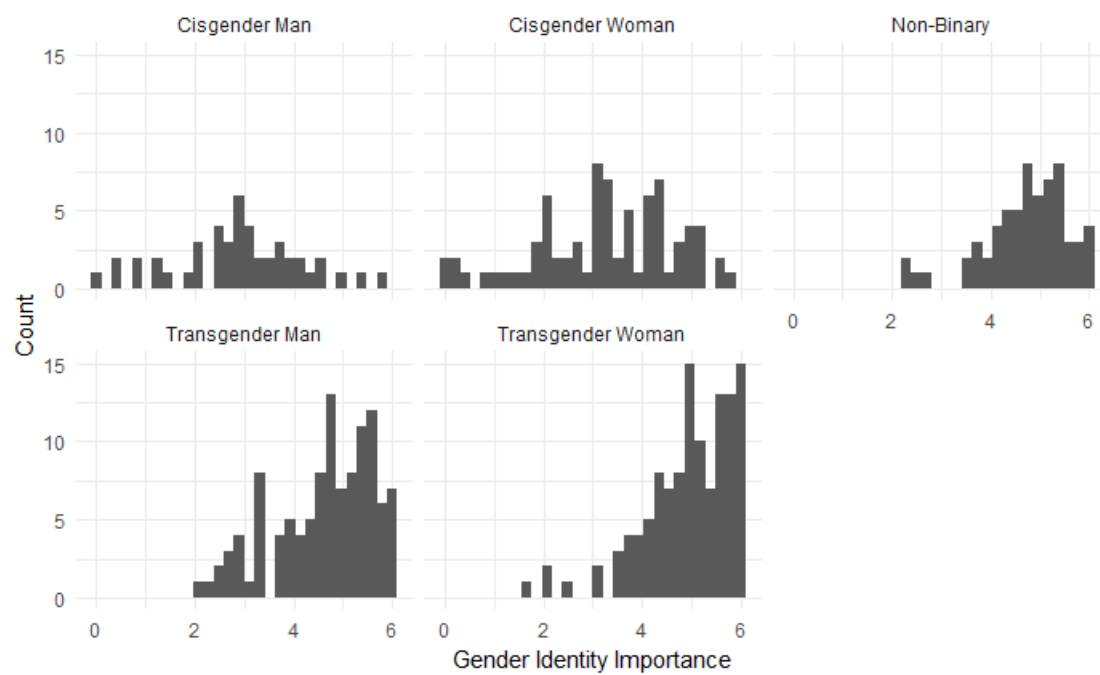 Cisgender Man
Cisgender Woman
Non-Binary
15
10
5
0
0
2
4
6
Transgender Man
Transgender Woman
15
10
5
0
0
2
4
6
0
2
4
6
Count
Gender Identity Importance